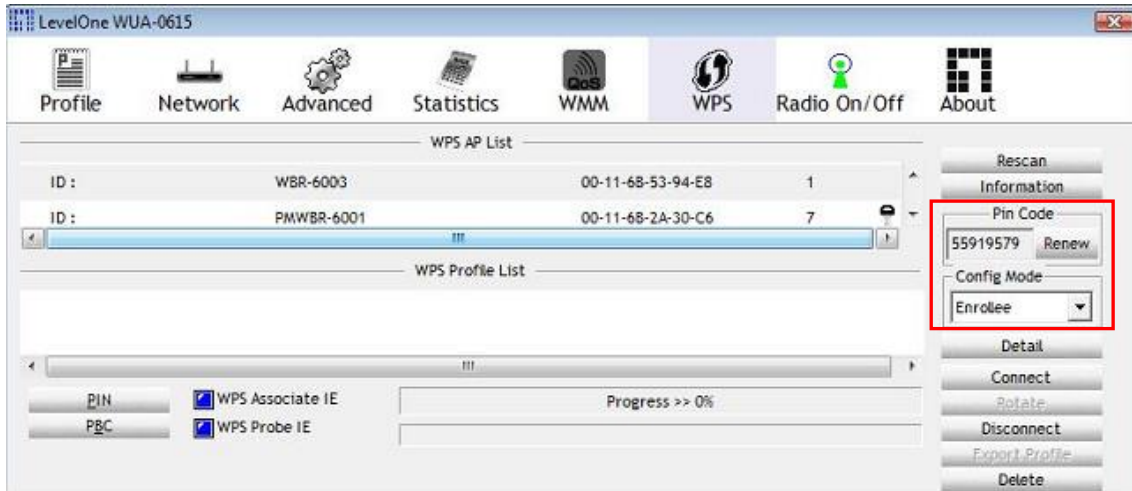 LevelOne WUA-0615
Profile Network Advanced Statistics WMM WPS Radio On/Off About
QoS
WPS AP List
ID : WBR-6003 00-11-6B-53-94-E8 1
ID : PMWBR-6001 00-11-6B-2A-30-C6 7
WPS Profile List
PIN
PBC
WPS Associate IE
WPS Probe IE
Progress >> 0%
Rescan
Information
Pin Code
55919579 Renew
Config Mode
Enrollee
Detail
Connect
Rotate
Disconnect
Export Profile
Delete